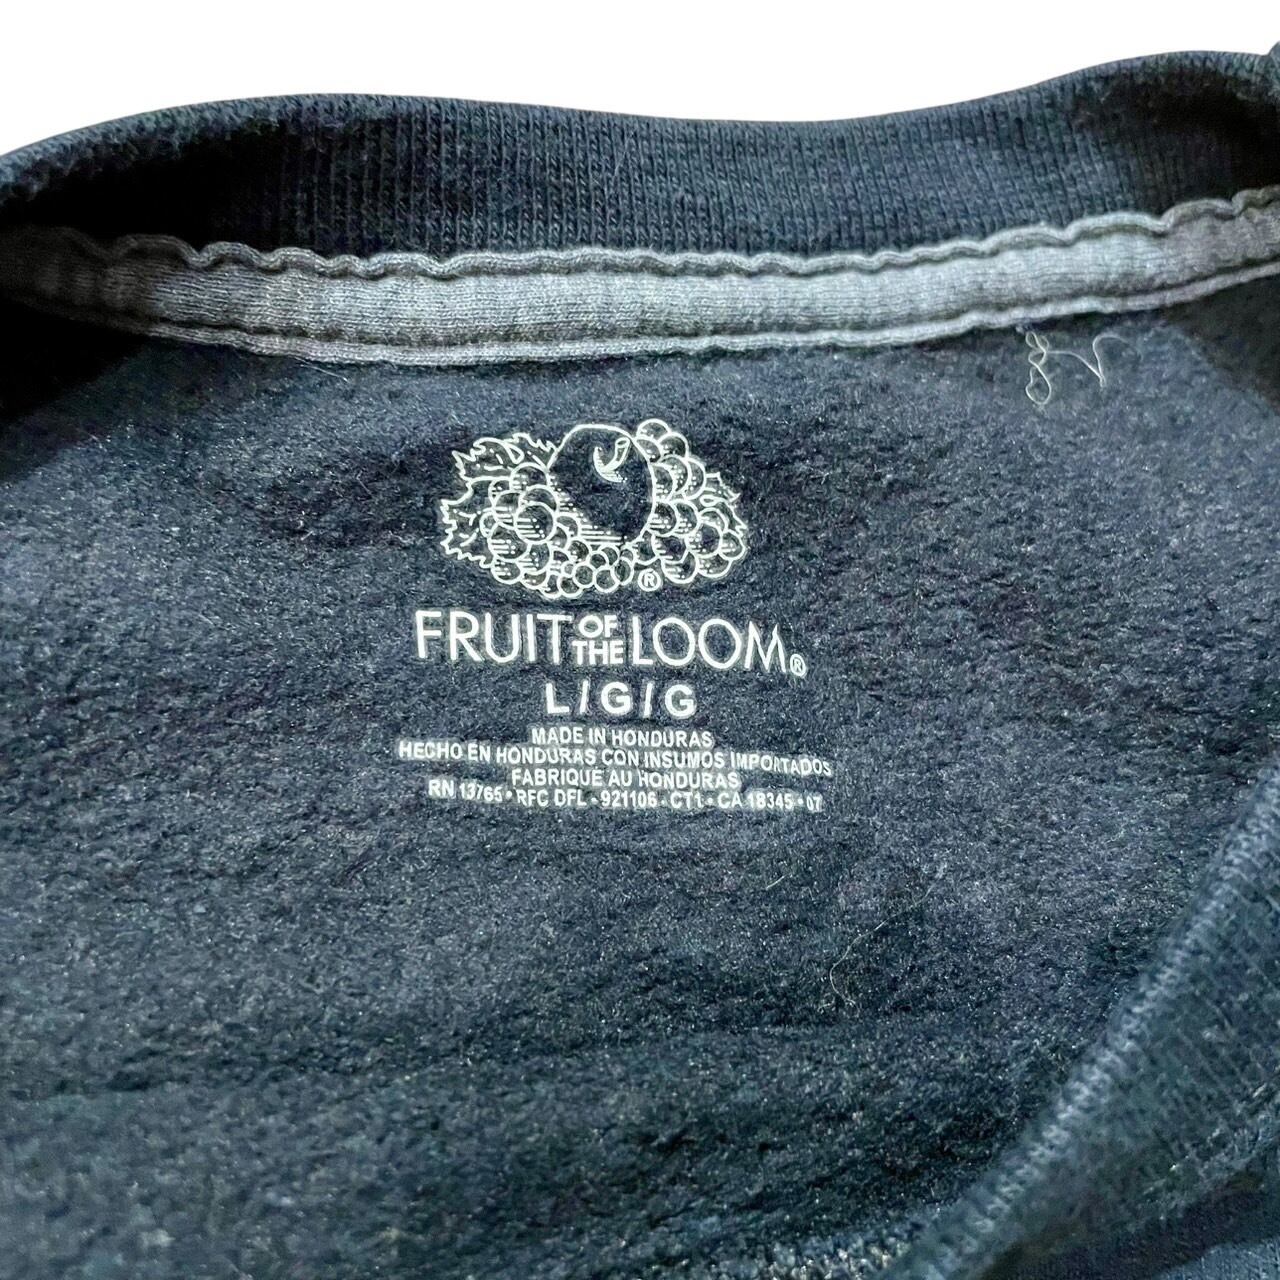 ®
FRUIT OF THE LOOM®
L/G/G
MADE IN HONDURAS
HECHO EN HONDURAS CON INSUMOS IMPORTADOS
FABRIQUE AU HONDURAS
RN 13765 • RFC DFL - 921106 - CT1 • CA 18345 • 07